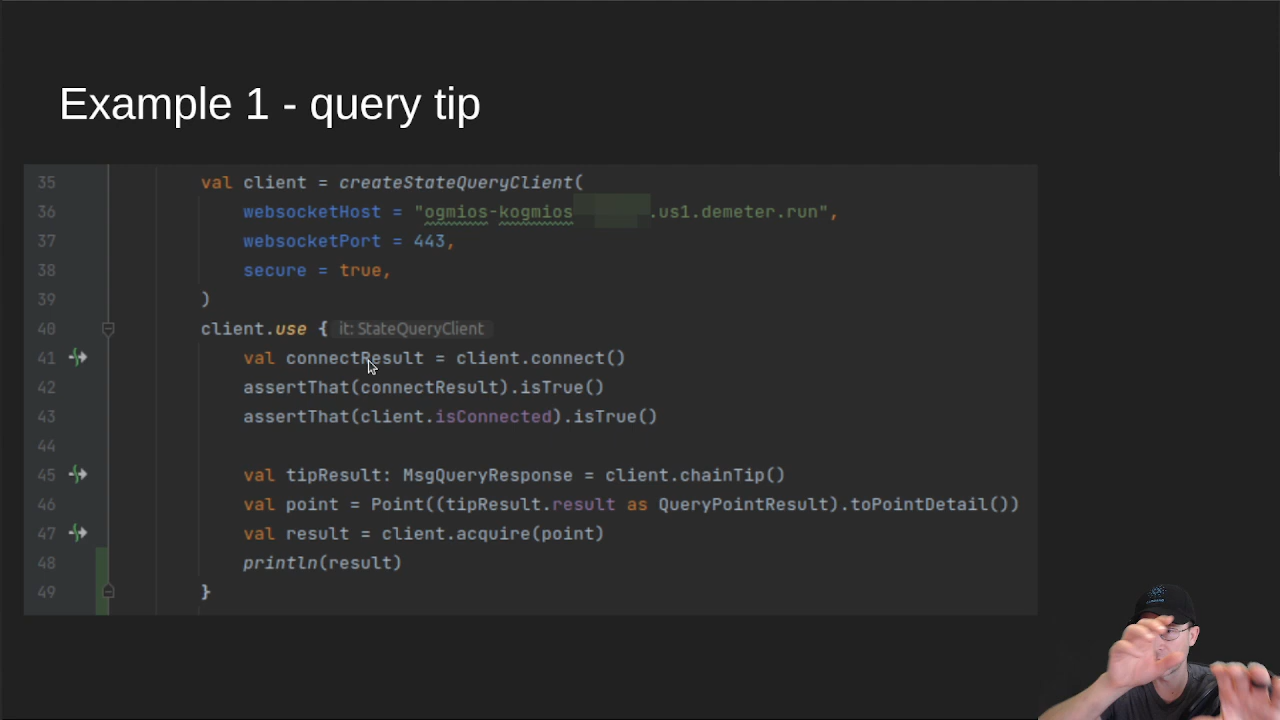 Example 1 - query tip
35 val client = createStateQueryClient(
36 websocketHost = "ogmios-kogmios .us1.demeter.run",
37 websocketPort = 443,
38 secure = true,
39 )
40 client.use { it: StateQueryClient
41 val connectResult = client.connect()
42 assertThat(connectResult).isTrue()
43 assertThat(client.isConnected).isTrue()
44
45 val tipResult: MsgQueryResponse = client.chainTip()
46 val point = Point((tipResult.result as QueryPointResult).toPointDetail())
47 val result = client.acquire(point)
48 println(result)
49 }